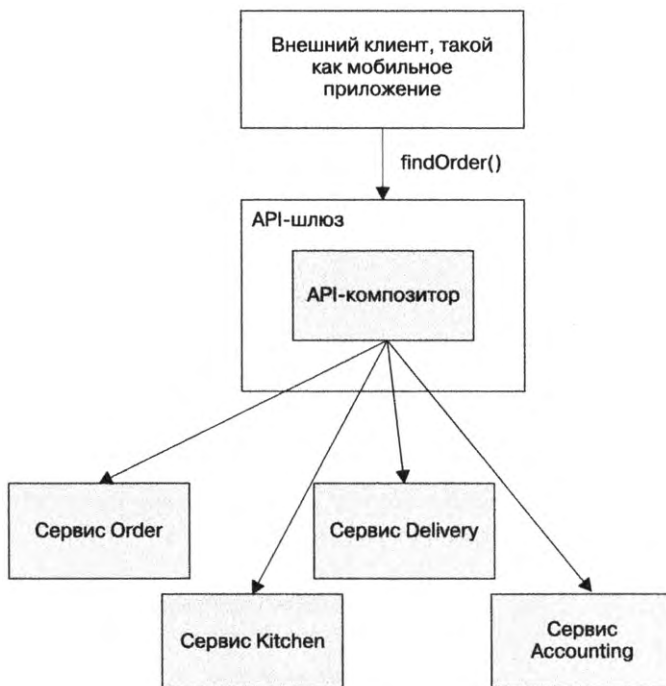 Внешний клиент, такой
как мобильное
приложение
findOrder()
API-шлюз
API-композитор
Сервис Order
Сервис Delivery
Сервис Kitchen
Сервис
Accounting